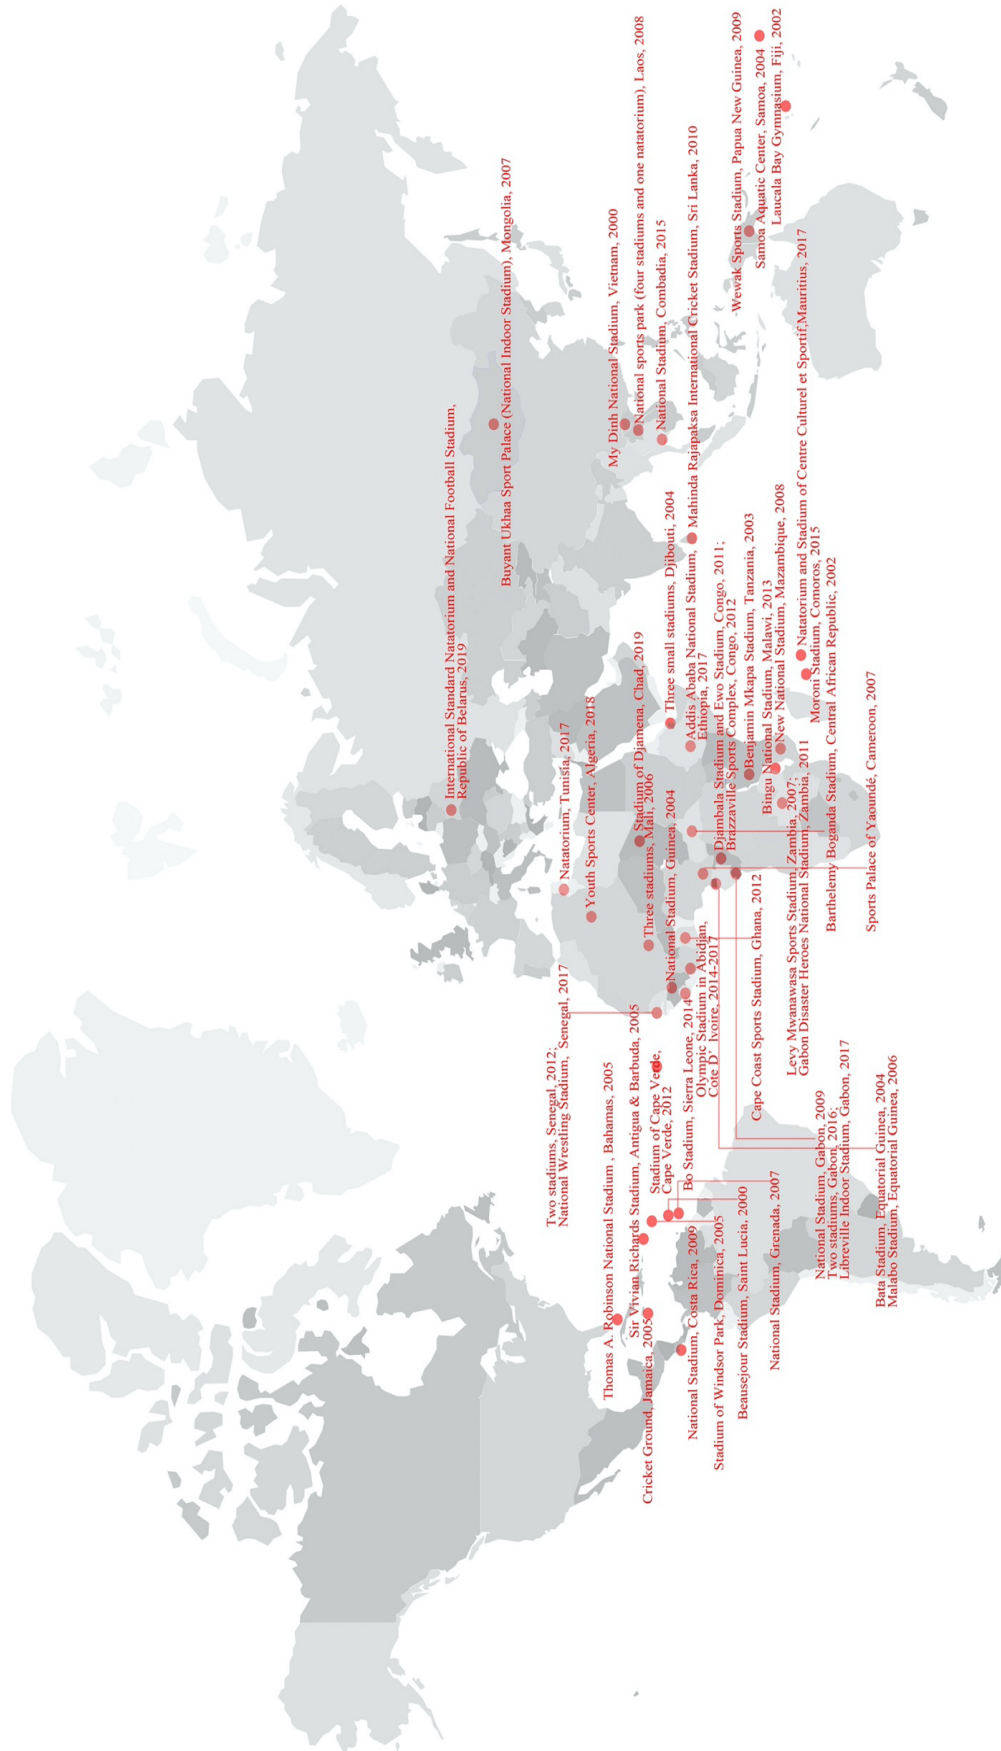 International Standard Natatorium and National Football Stadium,
Republic of Belarus, 2019
Buyant Ukhaa Sport Palace (National Indoor Stadium), Mongolia, 2007
Two stadiums, Senegal, 2012;
National Wrestling Stadium, Senegal, 2017
Natatorium, Tunisia, 2017
Youth Sports Center, Algeria, 2018
Thomas A. Robinson National Stadium , Bahamas, 2005
My Dinh National Stadium, Vietnam, 2000
Sir Vivian Richards Stadium, Antigua & Barbuda, 2005
Stadium of Djamena, Chad, 2019
National sports park (four stadiums and one natatorium), Laos, 2008
Cricket Ground, Jamaica, 2005
Three stadiums, Mali, 2006
Stadium of Cape Verde,
Cape Verde, 2012
National Stadium, Combadia, 2015
National Stadium, Guinea, 2004
Three small stadiums, Djibouti, 2004
Bo Stadium, Sierra Leone, 2014
National Stadium, Costa Rica, 2009
Addis Ababa National Stadium,
Ethiopia, 2017
Mahinda Rajapaksa International Cricket Stadium, Sri Lanka, 2010
Olympic Stadium in Abidjan,
Cote D’ Ivoire, 2014-2017
Stadium of Windsor Park, Dominica, 2005
Djambala Stadium and Ewo Stadium, Congo, 2011;
Brazzaville Sports Complex, Congo, 2012
Wewak Sports Stadium, Papua New Guinea, 2009
Beausejour Stadium, Saint Lucia, 2000
Cape Coast Sports Stadium, Ghana, 2012
Benjamin Mkapa Stadium, Tanzania, 2003
Samoa Aquatic Center, Samoa, 2004
National Stadium, Grenada, 2007
Bingu National Stadium, Malawi, 2013
Laucala Bay Gymnasium, Fiji, 2002
New National Stadium, Mazambique, 2008
Levy Mwanawasa Sports Stadium, Zambia, 2007;
Gabon Disaster Heroes National Stadium, Zambia, 2011
Natatorium and Stadium of Centre Culturel et Sportif,Mauritius, 2017
Moroni Stadium, Comoros, 2015
National Stadium, Gabon, 2009
Two stadiums, Gabon, 2016;
Libreville Indoor Stadium, Gabon, 2017
Barthelemy Boganda Stadium, Central African Republic, 2002
Sports Palace of Yaoundé, Cameroon, 2007
Bata Stadium, Equatorial Guinea, 2004
Malabo Stadium, Equatorial Guinea, 2006